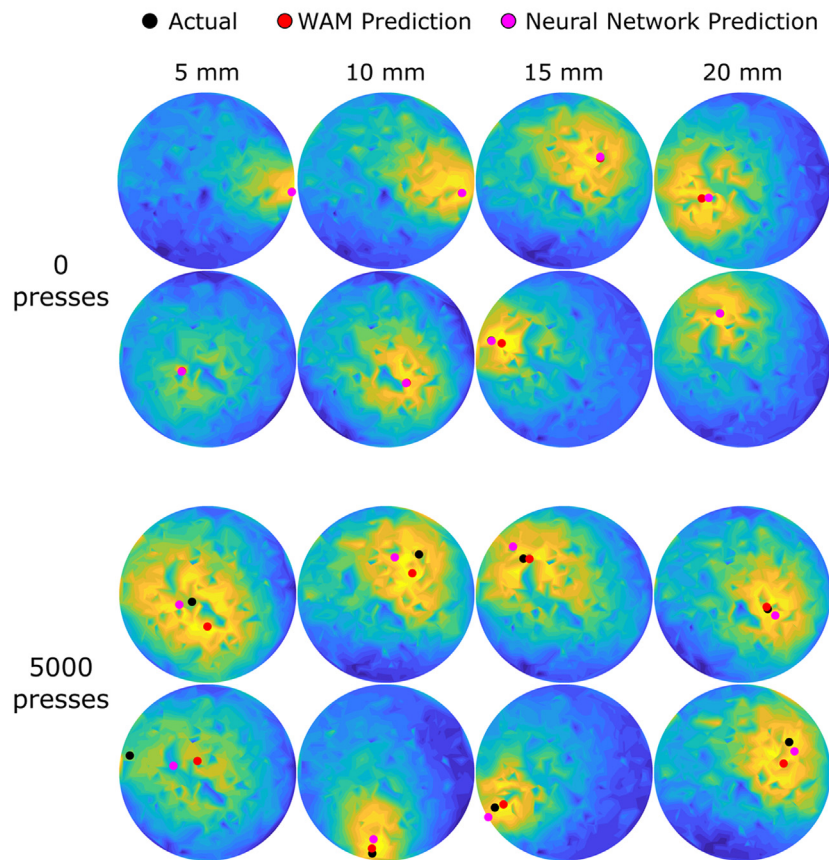 Actual WAM Prediction Neural Network Prediction
5 mm 10 mm 15 mm 20 mm
0
presses
5000
presses